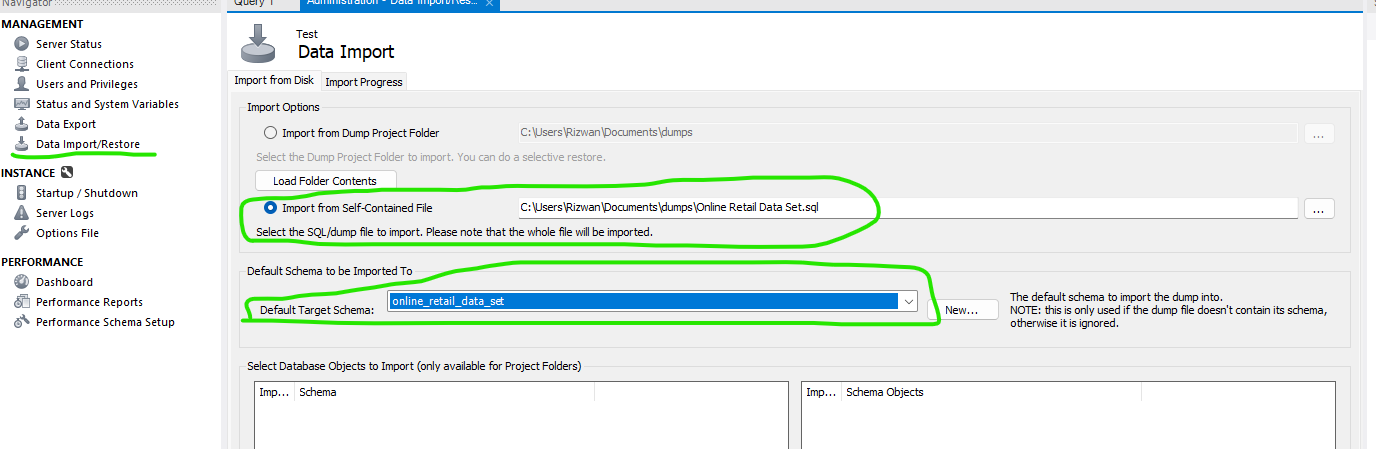 Navigator
Query 1
Administration - Data Import/Res...
MANAGEMENT
Server Status
Client Connections
Users and Privileges
Status and System Variables
Data Export
Data Import/Restore
INSTANCE
Startup / Shutdown
Server Logs
Options File
PERFORMANCE
Dashboard
Performance Reports
Performance Schema Setup
Test
Data Import
Import from Disk
Import Progress
Import Options
Import from Dump Project Folder
C:\Users\Rizwan\Documents\dumps
...
Select the Dump Project Folder to import. You can do a selective restore.
Load Folder Contents
Import from Self-Contained File
C:\Users\Rizwan\Documents\dumps\Online Retail Data Set.sql
...
Select the SQL/dump file to import. Please note that the whole file will be imported.
Default Schema to be Imported To
Default Target Schema:
online_retail_data_set
New...
The default schema to import the dump into.
NOTE: this is only used if the dump file doesn't contain its schema,
otherwise it is ignored.
Select Database Objects to Import (only available for Project Folders)
Imp... Schema
Imp... Schema Objects